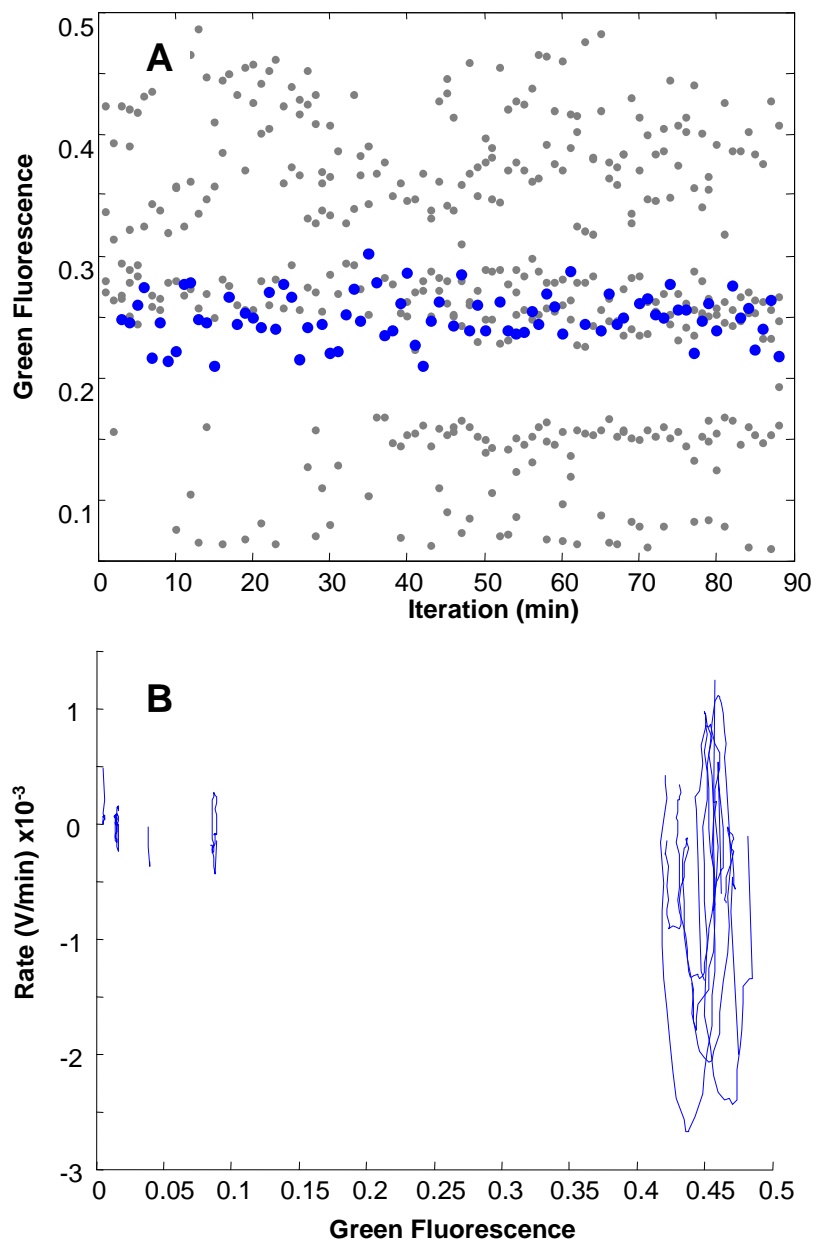 A
0.5
0.4
0.3
0.2
0.1
Green Fluorescence
0 10 20 30 40 50 60 70 80 90
Iteration (min)
B
1
0
-1
-2
-3
Rate (V/min) x10-3
0 0.05 0.1 0.15 0.2 0.25 0.3 0.35 0.4 0.45 0.5
Green Fluorescence